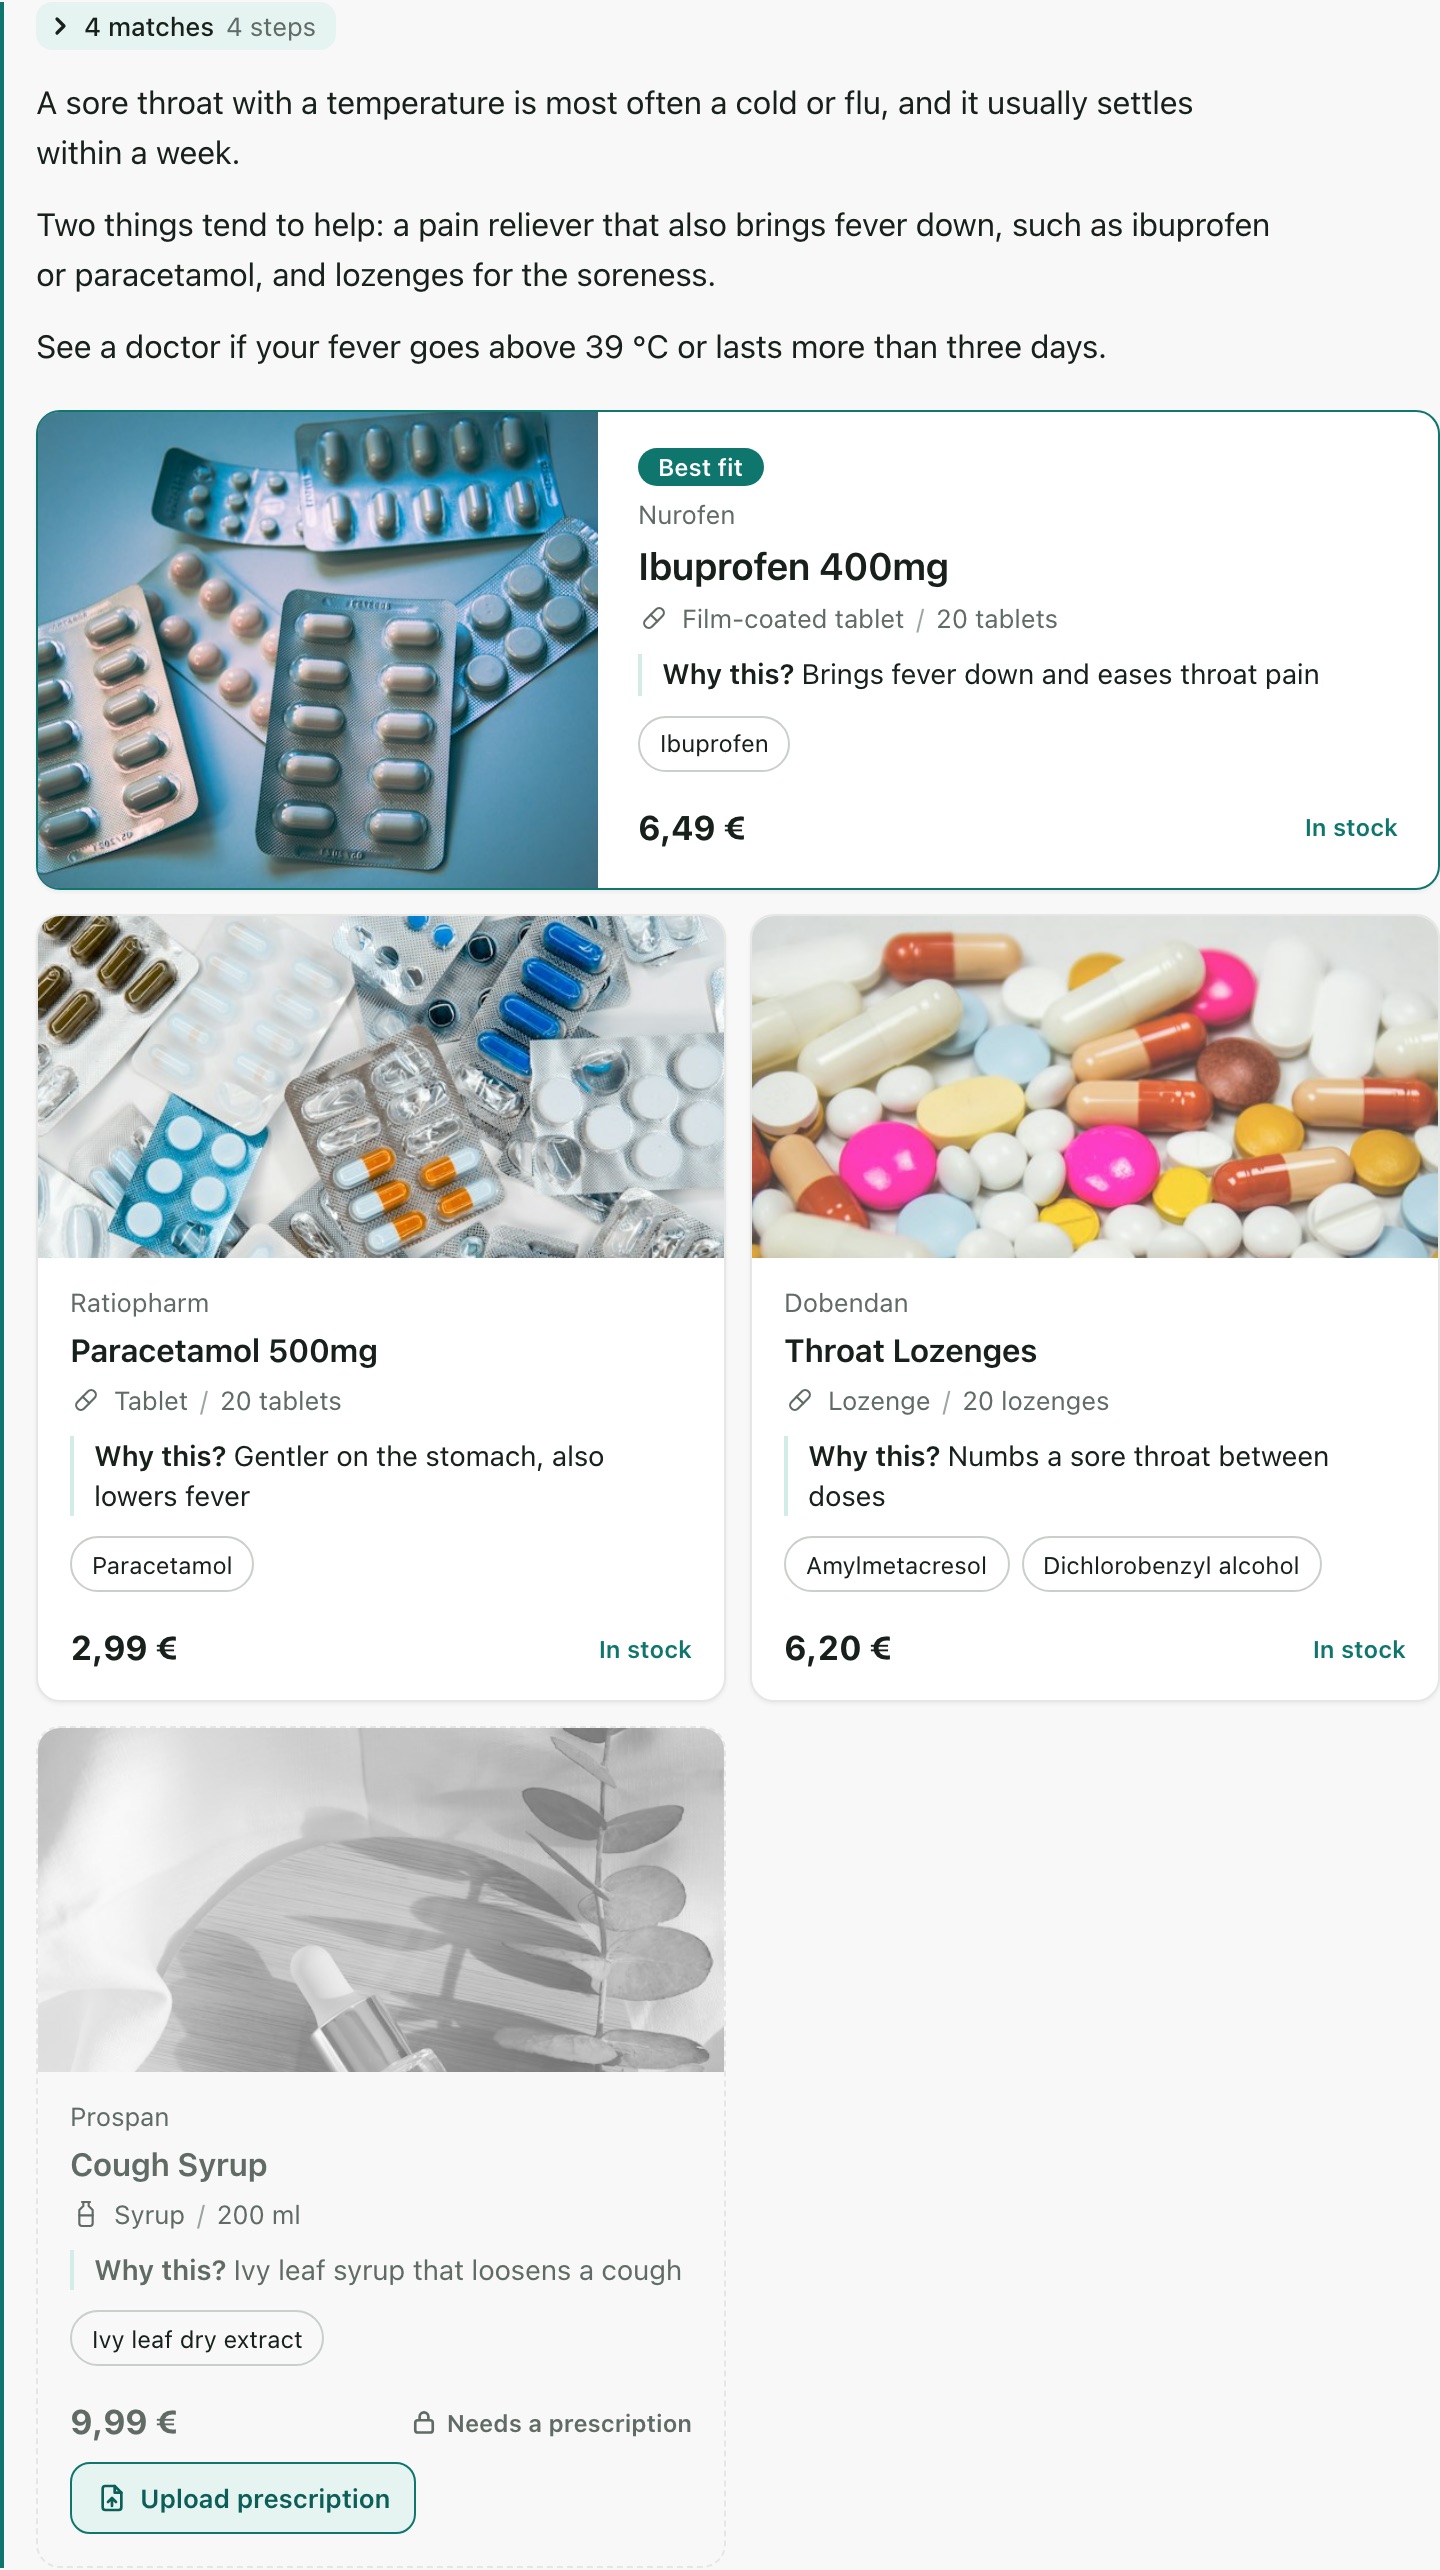 4 matches 4 steps
A sore throat with a temperature is most often a cold or flu, and it usually settles
within a week.
Two things tend to help: a pain reliever that also brings fever down, such as ibuprofen
or paracetamol, and lozenges for the soreness.
See a doctor if your fever goes above 39 °C or lasts more than three days.
Best fit
Nurofen
Ibuprofen 400mg
Film-coated tablet / 20 tablets
Why this? Brings fever down and eases throat pain
Ibuprofen
6,49 €
In stock
Ratiopharm
Paracetamol 500mg
Tablet / 20 tablets
Why this? Gentler on the stomach, also
lowers fever
Paracetamol
2,99 €
In stock
Dobendan
Throat Lozenges
Lozenge / 20 lozenges
Why this? Numbs a sore throat between
doses
Amylmetacresol
Dichlorobenzyl alcohol
6,20 €
In stock
Prospan
Cough Syrup
Syrup / 200 ml
Why this? Ivy leaf syrup that loosens a cough
Ivy leaf dry extract
9,99 €
Needs a prescription
Upload prescription